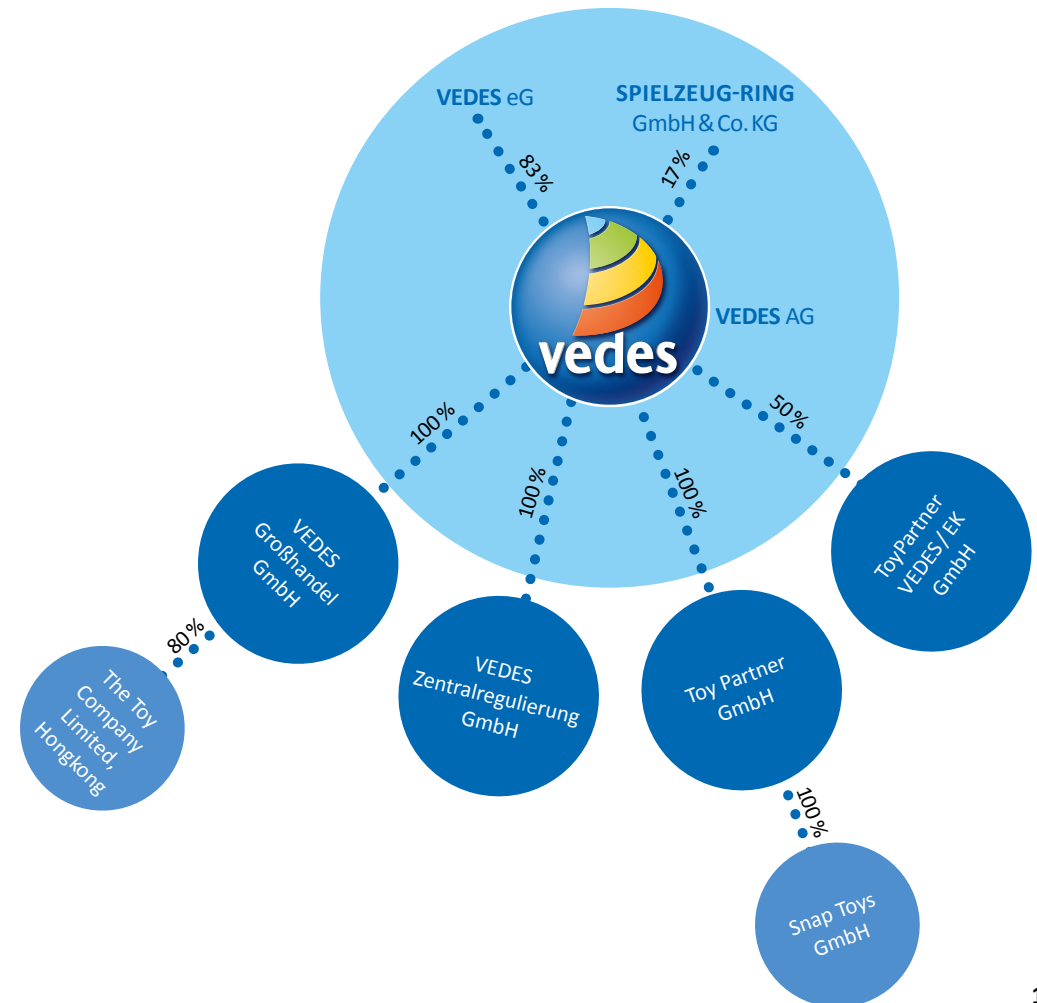 VEDES eG
SPIELZEUG-RING
GmbH & Co. KG
83%
17%
vedes
VEDES AG
100%
100%
100%
50%
VEDES
Großhandel
GmbH
ToyPartner
VEDES / EK
GmbH
80%
The Toy
Company
Limited,
Hongkong
VEDES
Zentralregulierung
GmbH
Toy Partner
GmbH
100%
Snap Toys
GmbH
1